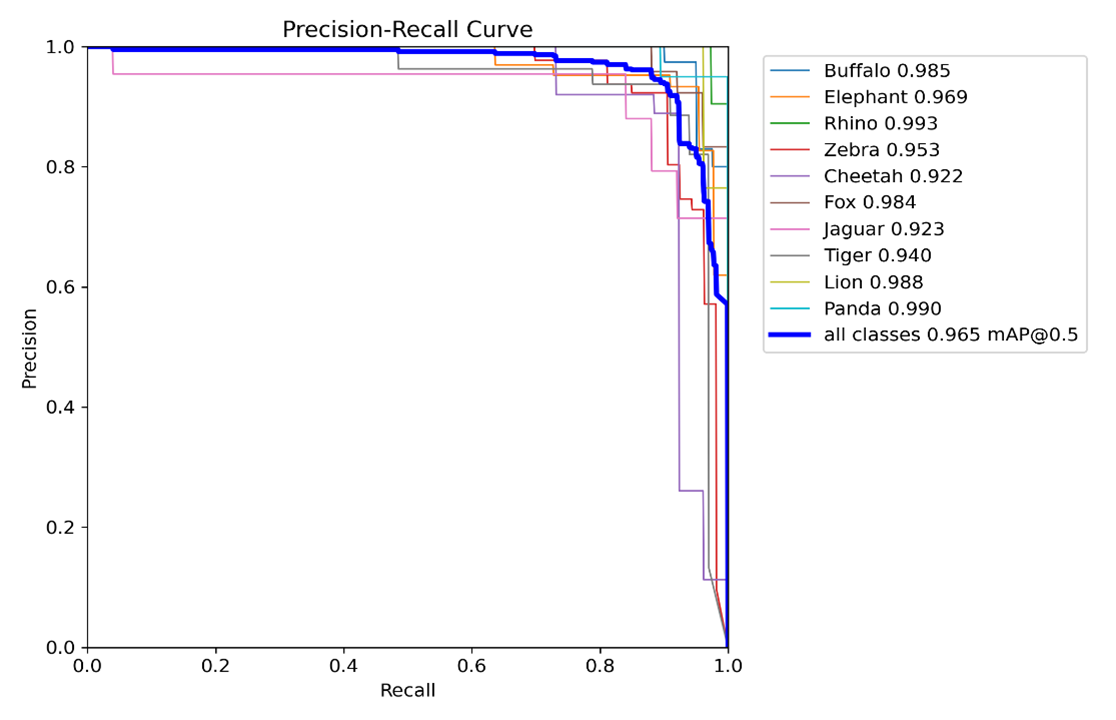 Precision-Recall Curve
1.0
0.8
0.6
0.4
0.2
0.0
Precision
0.0 0.2 0.4 0.6 0.8 1.0
Recall
Buffalo 0.985
Elephant 0.969
Rhino 0.993
Zebra 0.953
Cheetah 0.922
Fox 0.984
Jaguar 0.923
Tiger 0.940
Lion 0.988
Panda 0.990
all classes 0.965 mAP@0.5